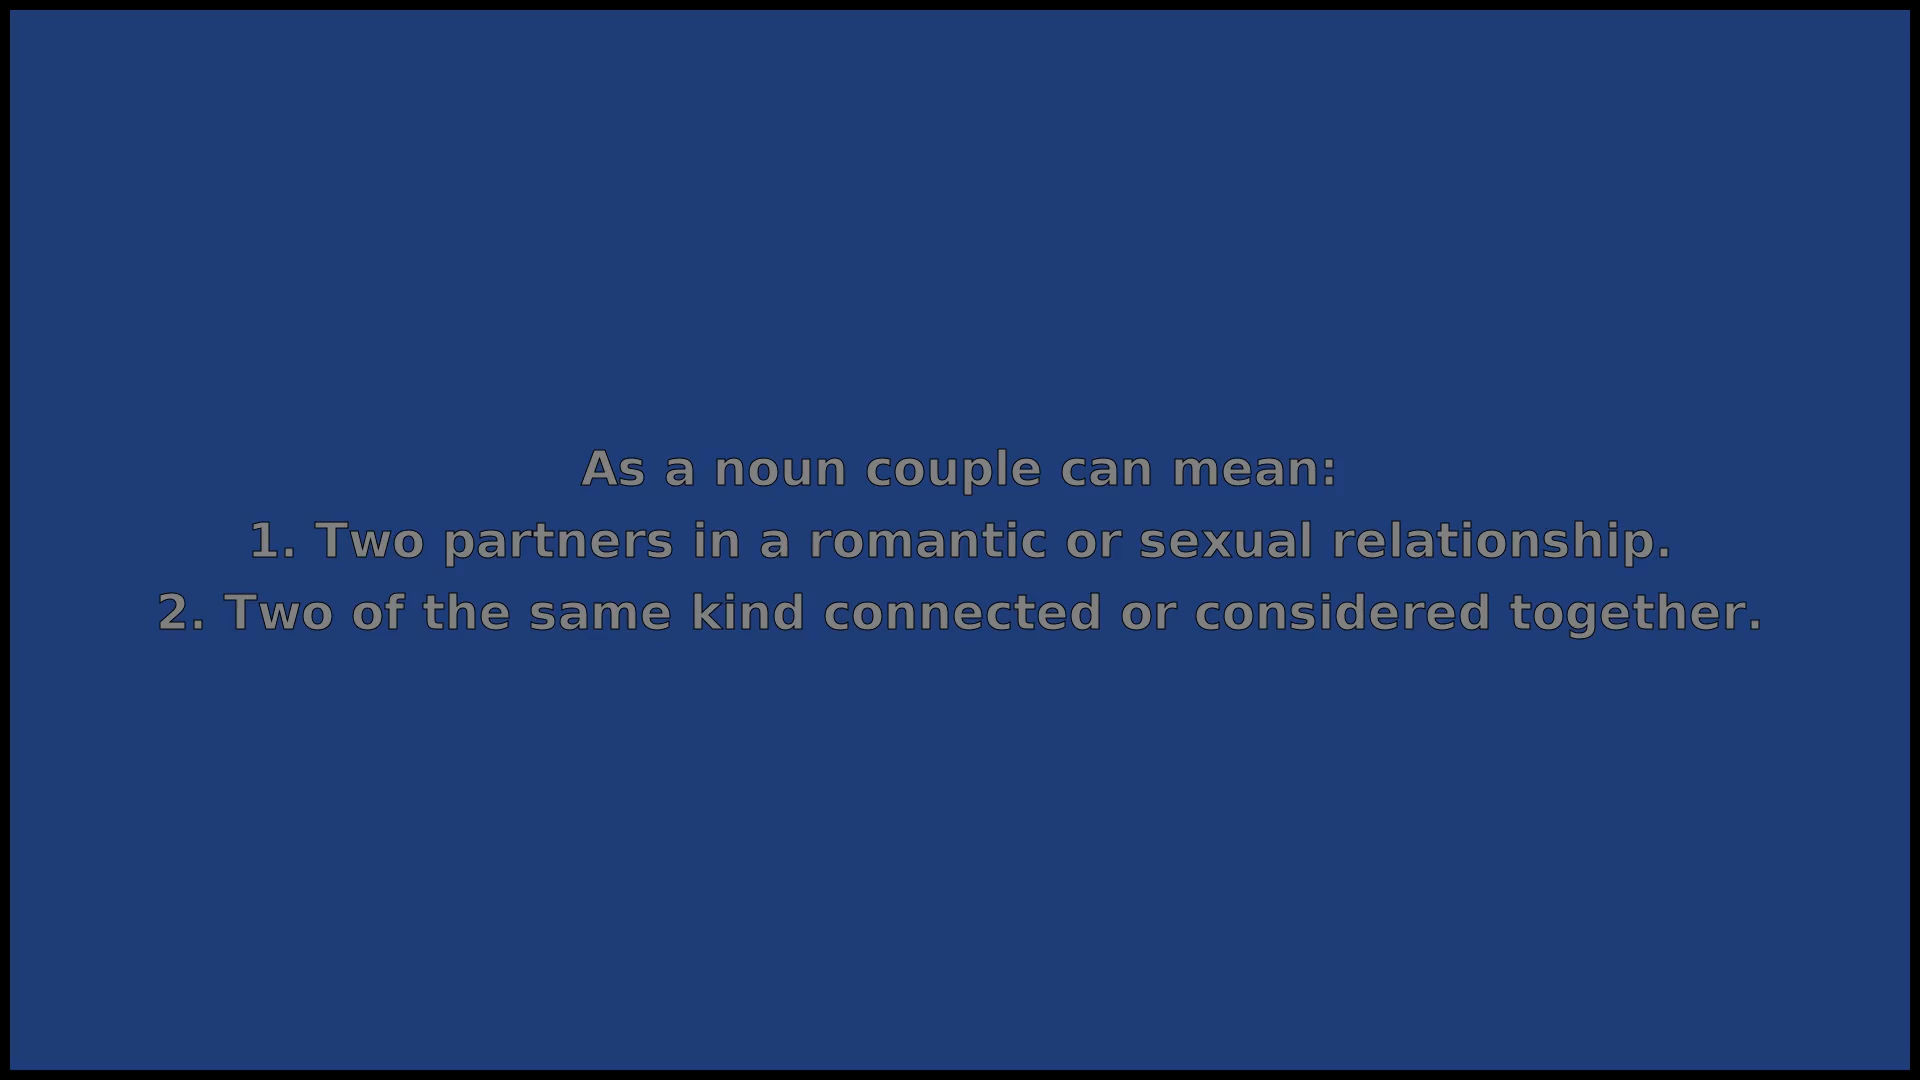 As a noun couple can mean:
1. Two partners in a romantic or sexual relationship.
2. Two of the same kind connected or considered together.